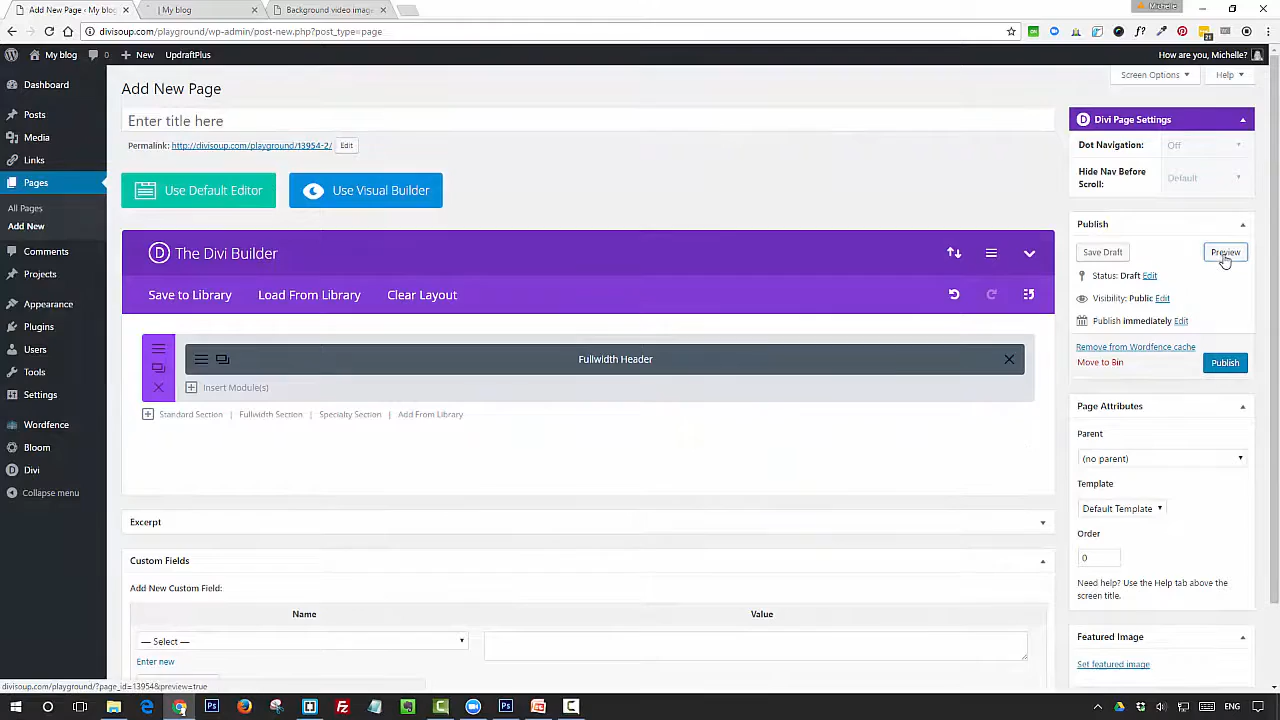 Add New Page ‹ My blog
| My blog
Background video image
Michelle
divisoup.com/playground/wp-admin/post-new.php?post_type=page
My blog
0
New
UpdraftPlus
How are you, Michelle?
Dashboard
Posts
Media
Links
Pages
All Pages
Add New
Comments
Projects
Appearance
Plugins
Users
Tools
Settings
Wordfence
Bloom
Divi
Collapse menu
Screen Options
Help
Add New Page
Enter title here
Permalink: http://divisoup.com/playground/13954-2/ Edit
Use Default Editor
Use Visual Builder
The Divi Builder
Save to Library
Load From Library
Clear Layout
Fullwidth Header
Insert Module(s)
Standard Section | Fullwidth Section | Specialty Section | Add From Library
Excerpt
Custom Fields
Add New Custom Field:
Name
Value
— Select —
Enter new
Divi Page Settings
Dot Navigation:
Off
Hide Nav Before
Scroll:
Default
Publish
Save Draft
Preview
Status: Draft Edit
Visibility: Public Edit
Publish immediately Edit
Remove from Wordfence cache
Move to Bin
Publish
Page Attributes
Parent
(no parent)
Template
Default Template
Order
0
Need help? Use the Help tab above the
screen title.
Featured Image
Set featured image
divisoup.com/playground/?page_id=13954&preview=true
ENG